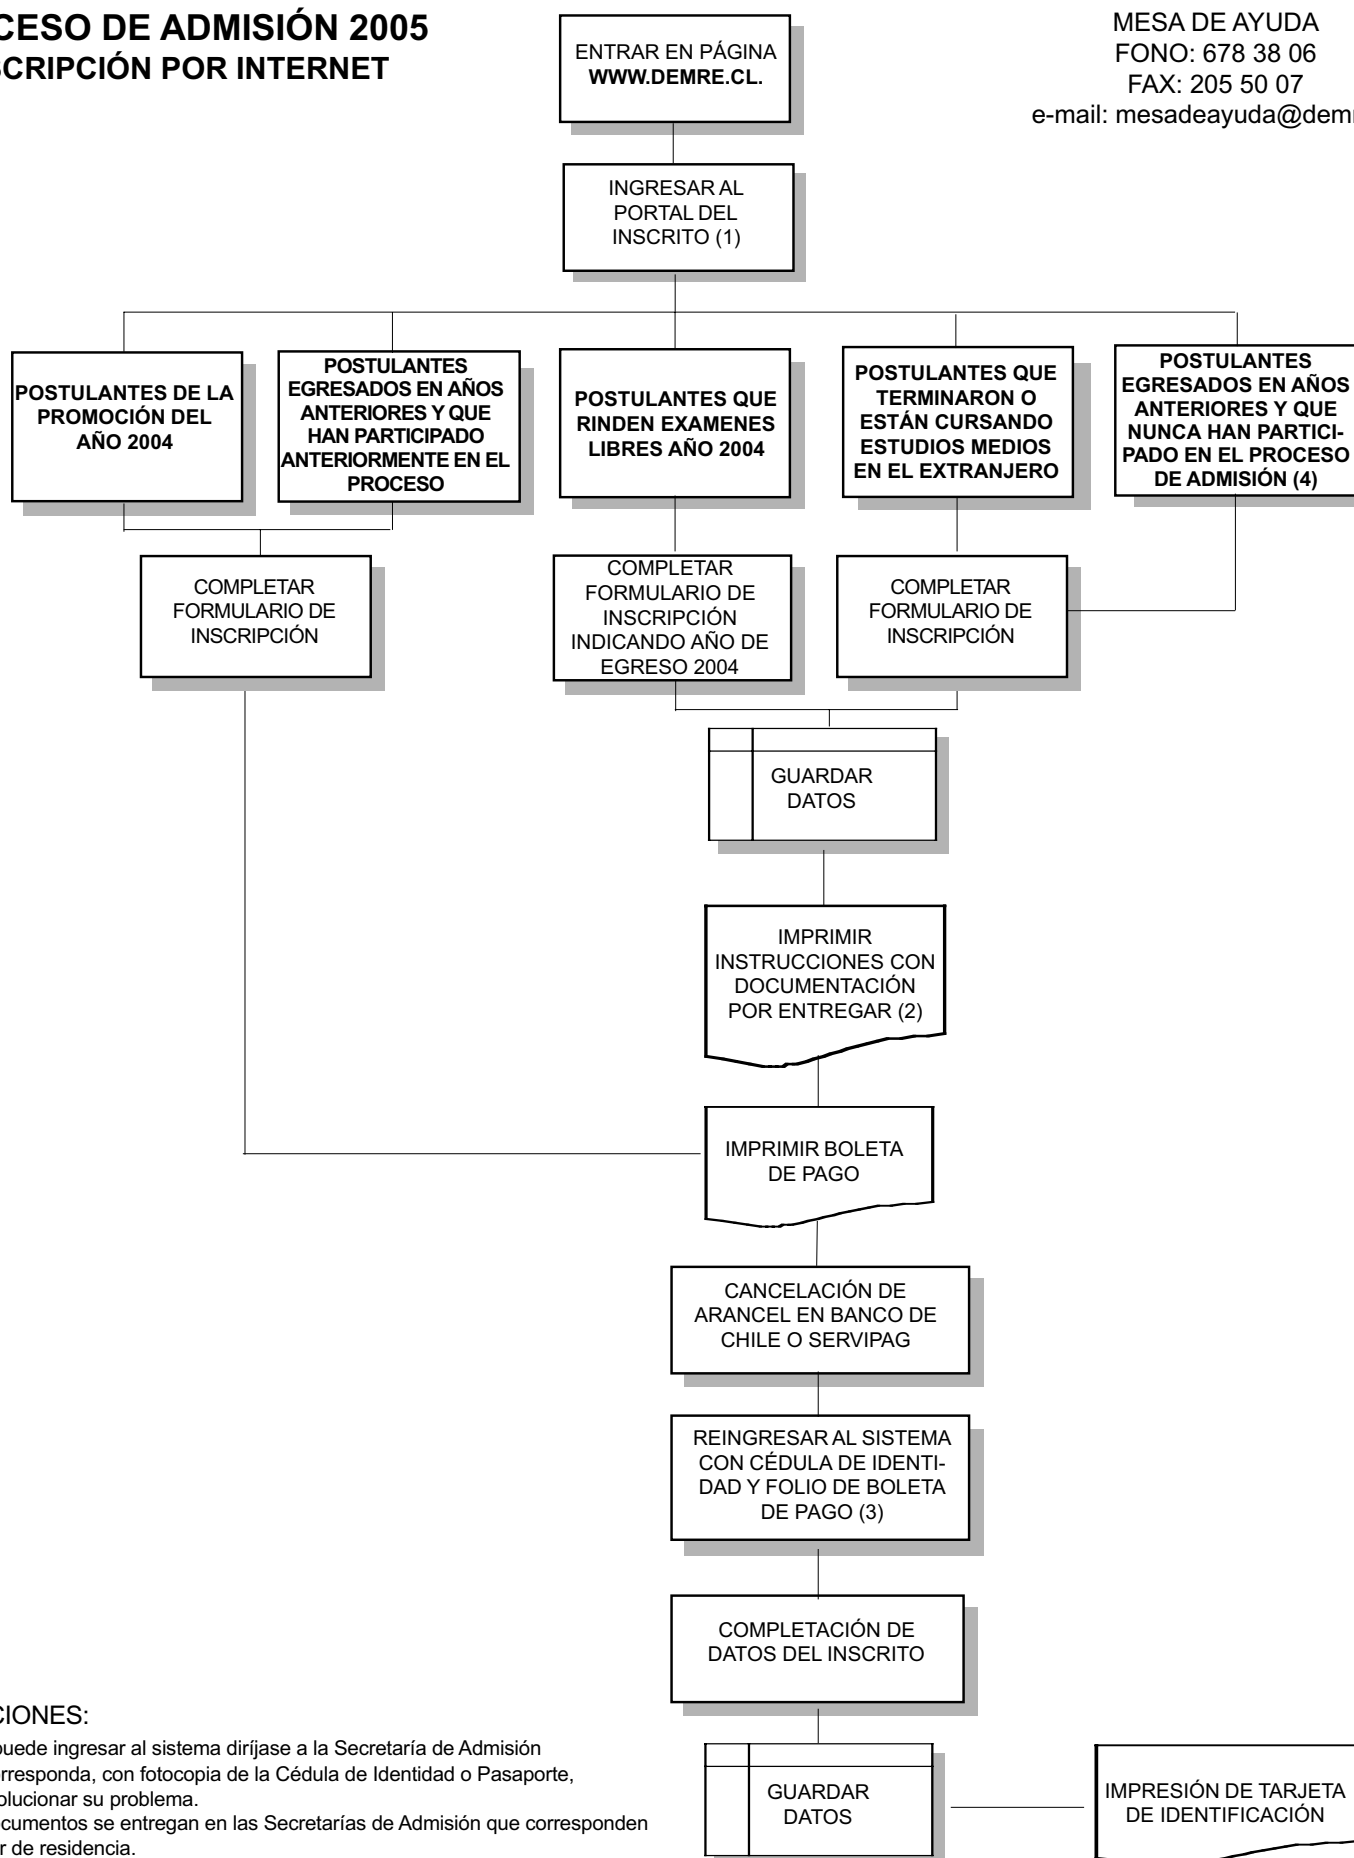 CESO DE ADMISIÓN 2005
SCRIPCIÓN POR INTERNET
MESA DE AYUDA
FONO: 678 38 06
FAX: 205 50 07
e-mail: mesadeayuda@demr
ENTRAR EN PÁGINA
WWW.DEMRE.CL.
INGRESAR AL
PORTAL DEL
INSCRITO (1)
POSTULANTES DE LA
PROMOCIÓN DEL
AÑO 2004
POSTULANTES
EGRESADOS EN AÑOS
ANTERIORES Y QUE
HAN PARTICIPADO
ANTERIORMENTE EN EL
PROCESO
POSTULANTES QUE
RINDEN EXAMENES
LIBRES AÑO 2004
POSTULANTES QUE
TERMINARON O
ESTÁN CURSANDO
ESTUDIOS MEDIOS
EN EL EXTRANJERO
POSTULANTES
EGRESADOS EN AÑOS
ANTERIORES Y QUE
NUNCA HAN PARTICI-
PADO EN EL PROCESO
DE ADMISIÓN (4)
COMPLETAR
FORMULARIO DE
INSCRIPCIÓN
COMPLETAR
FORMULARIO DE
INSCRIPCIÓN
INDICANDO AÑO DE
EGRESO 2004
COMPLETAR
FORMULARIO DE
INSCRIPCIÓN
GUARDAR
DATOS
IMPRIMIR
INSTRUCCIONES CON
DOCUMENTACIÓN
POR ENTREGAR (2)
IMPRIMIR BOLETA
DE PAGO
CANCELACIÓN DE
ARANCEL EN BANCO DE
CHILE O SERVIPAG
REINGRESAR AL SISTEMA
CON CÉDULA DE IDENTI-
DAD Y FOLIO DE BOLETA
DE PAGO (3)
COMPLETACIÓN DE
DATOS DEL INSCRITO
GUARDAR
DATOS
IMPRESIÓN DE TARJETA
DE IDENTIFICACIÓN
CIONES:
puede ingresar al sistema diríjase a la Secretaría de Admisión
rresponda, con fotocopia de la Cédula de Identidad o Pasaporte,
olucionar su problema.
cumentos se entregan en las Secretarías de Admisión que corresponden
r de residencia.